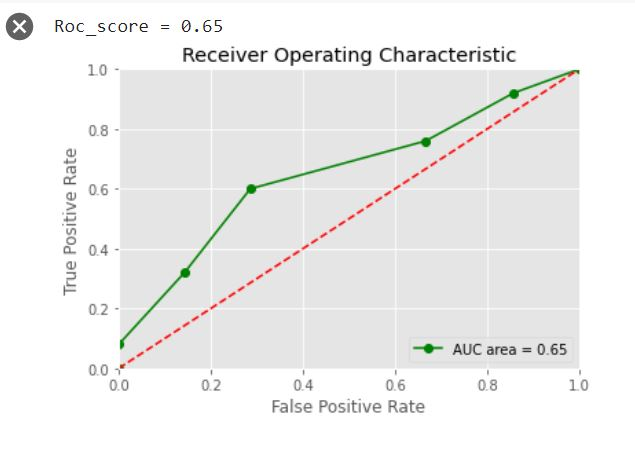 Roc_score = 0.65
Receiver Operating Characteristic
1.0
0.8
0.6
0.4
0.2
0.0
True Positive Rate
AUC area = 0.65
0.0 0.2 0.4 0.6 0.8 1.0
False Positive Rate